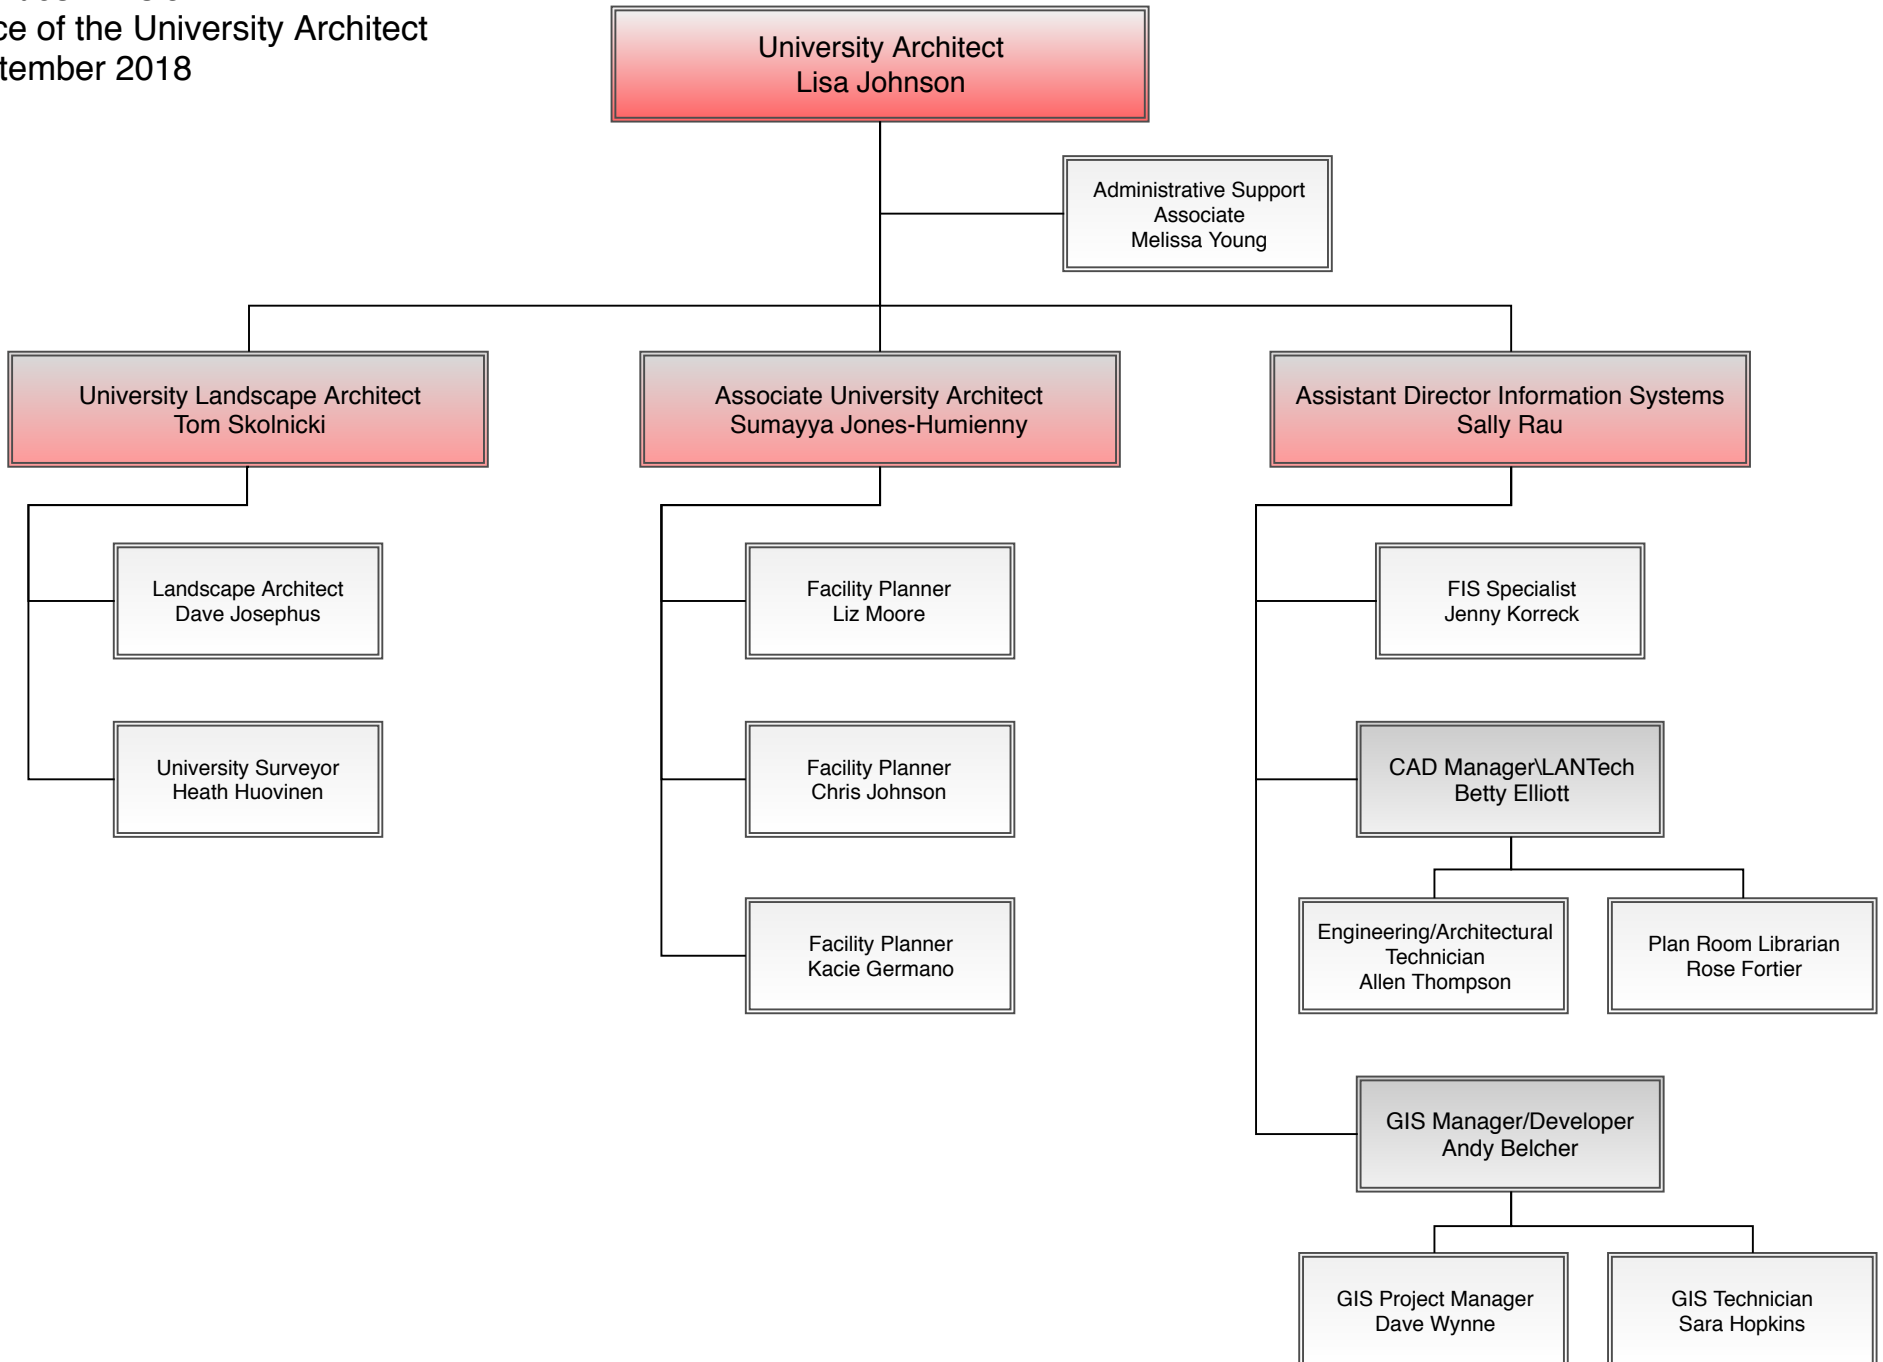 ce of the University Architect
tember 2018
University Architect
Lisa Johnson
Administrative Support
Associate
Melissa Young
University Landscape Architect
Tom Skolnicki
Associate University Architect
Sumayya Jones-Humienny
Assistant Director Information Systems
Sally Rau
Landscape Architect
Dave Josephus
Facility Planner
Liz Moore
FIS Specialist
Jenny Korreck
University Surveyor
Heath Huovinen
Facility Planner
Chris Johnson
CAD Manager\LANTech
Betty Elliott
Facility Planner
Kacie Germano
Engineering/Architectural
Technician
Allen Thompson
Plan Room Librarian
Rose Fortier
GIS Manager/Developer
Andy Belcher
GIS Project Manager
Dave Wynne
GIS Technician
Sara Hopkins